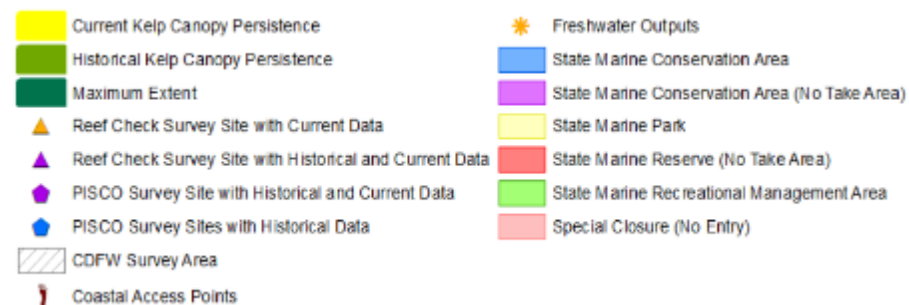 Current Kelp Canopy Persistence
Historical Kelp Canopy Persistence
Maximum Extent
Reef Check Survey Site with Current Data
Reef Check Survey Site with Historical and Current Data
PISCO Survey Site with Historical and Current Data
PISCO Survey Sites with Historical Data
CDFW Survey Area
Coastal Access Points
Freshwater Outputs
State Marine Conservation Area
State Marine Conservation Area (No Take Area)
State Marine Park
State Marine Reserve (No Take Area)
State Marine Recreational Management Area
Special Closure (No Entry)